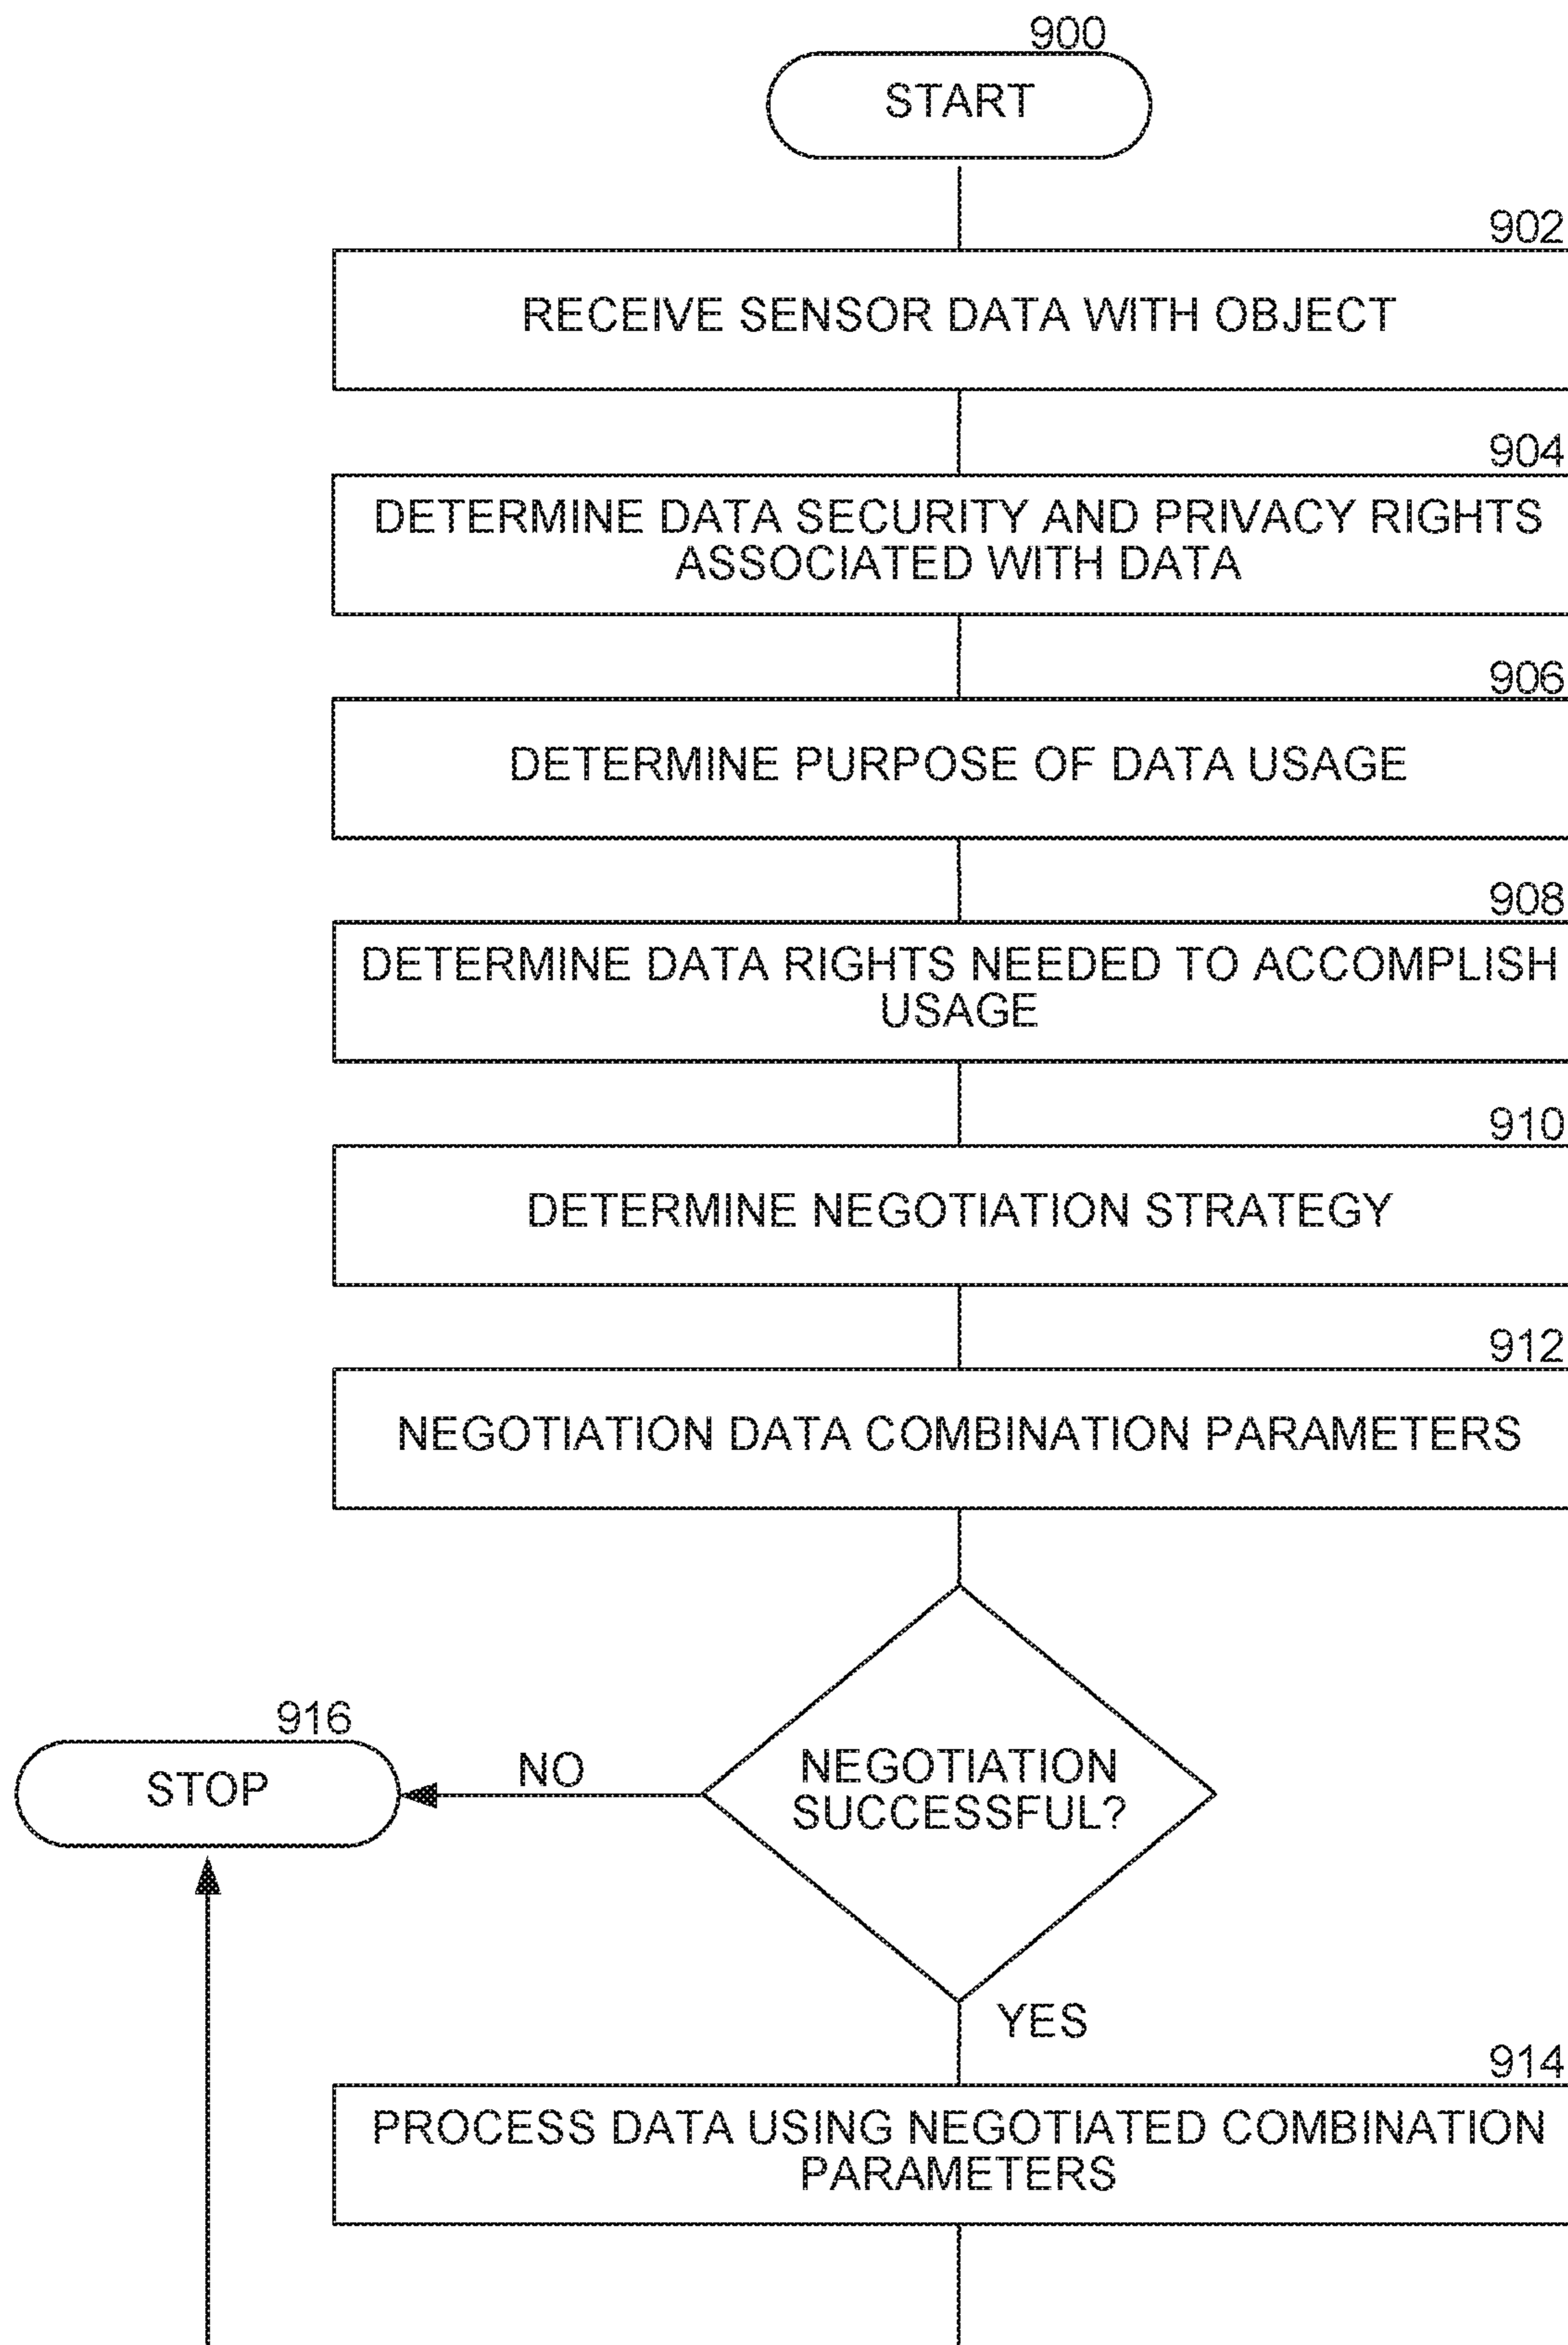 900
START
902
RECEIVE SENSOR DATA WITH OBJECT
904
DETERMINE DATA SECURITY AND PRIVACY RIGHTS
ASSOCIATED WITH DATA
906
DETERMINE PURPOSE OF DATA USAGE
908
DETERMINE DATA RIGHTS NEEDED TO ACCOMPLISH
USAGE
910
DETERMINE NEGOTIATION STRATEGY
912
NEGOTIATION DATA COMBINATION PARAMETERS
916
STOP
NO
NEGOTIATION
SUCCESSFUL?
YES
914
PROCESS DATA USING NEGOTIATED COMBINATION
PARAMETERS